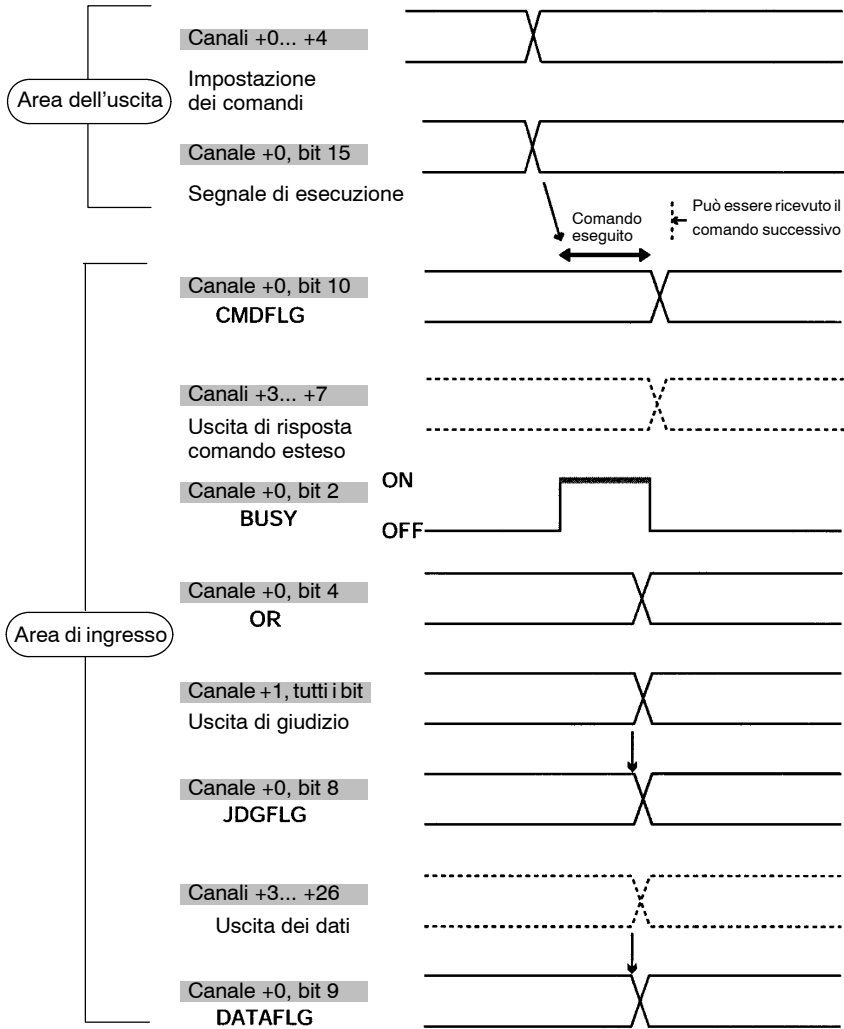 Canali +0... +4
Area dell'uscita
Impostazione
dei comandi
Canale +0, bit 15
Segnale di esecuzione
Comando
eseguito
Può essere ricevuto il
comando successivo
Canale +0, bit 10
CMDFLG
Canali +3... +7
Uscita di risposta
comando esteso
Canale +0, bit 2
BUSY
ON
OFF
Canale +0, bit 4
OR
Area di ingresso
Canale +1, tutti i bit
Uscita di giudizio
Canale +0, bit 8
JDGFLG
Canali +3... +26
Uscita dei dati
Canale +0, bit 9
DATAFLG